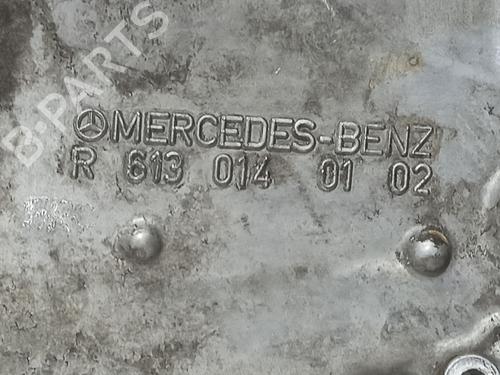 MERCEDES-BENZ
R 613 014 01 02
B-PARTS